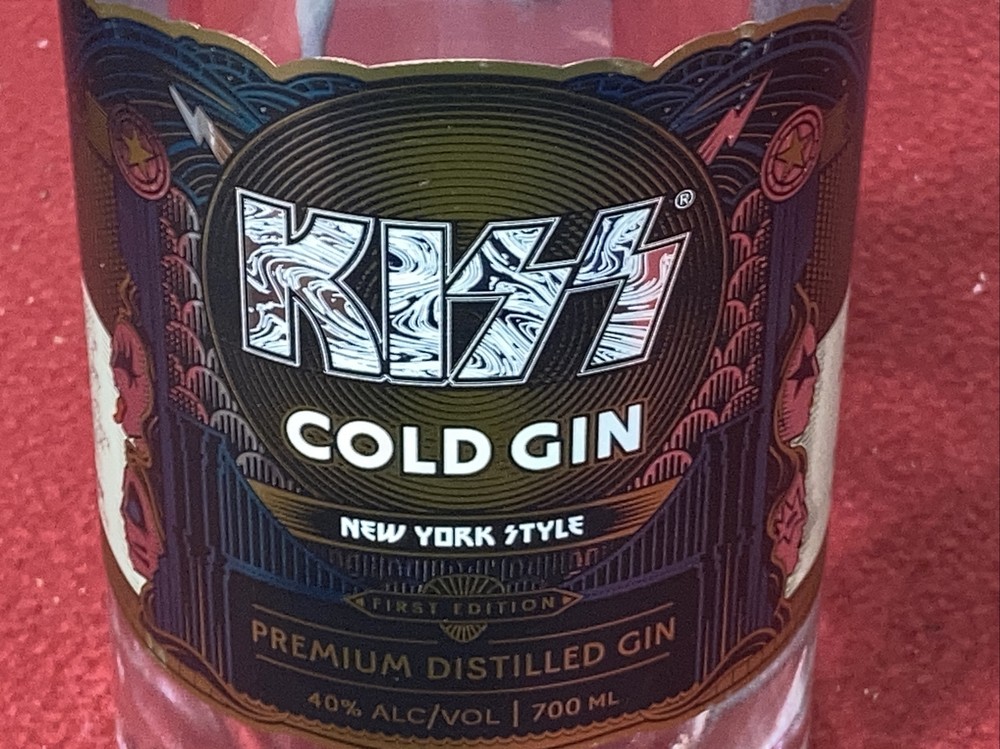 KISS®
COLD GIN
NEW YORK STYLE
FIRST EDITION
PREMIUM DISTILLED GIN
40% ALC/VOL | 700 ML